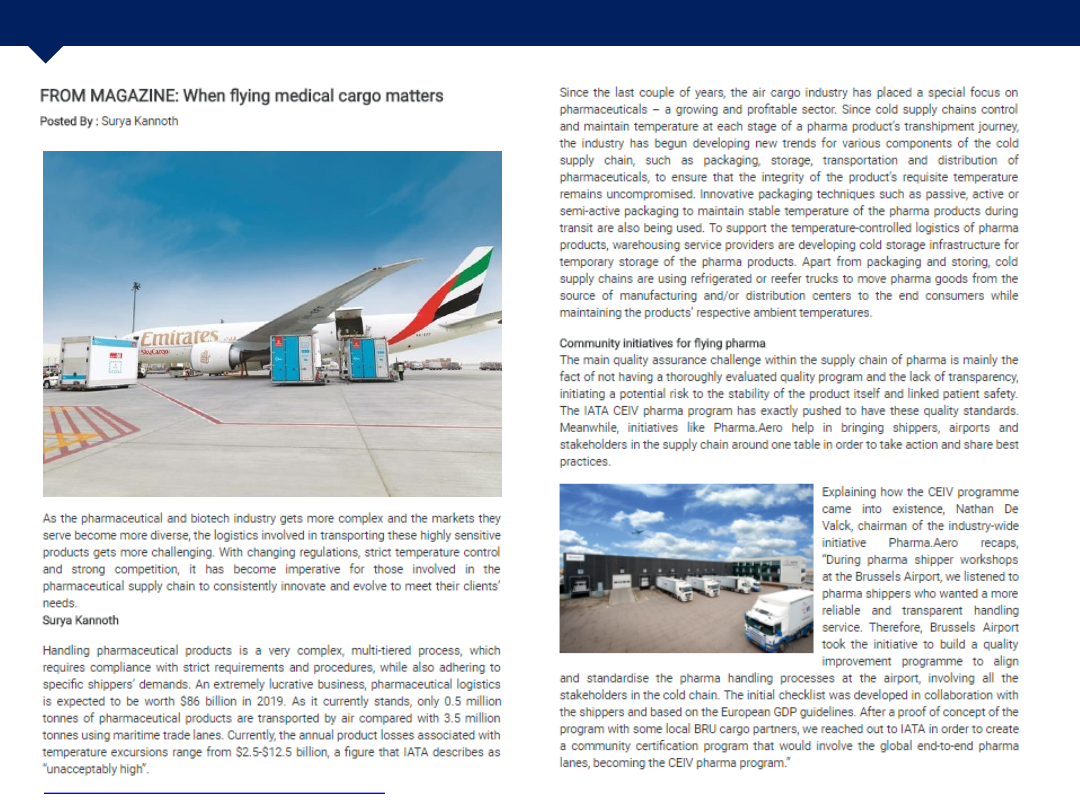 FROM MAGAZINE: When flying medical cargo matters
Posted By : Surya Kannoth
Emirates
SkyCargo
As the pharmaceutical and biotech industry gets more complex and the markets they
serve become more diverse, the logistics involved in transporting these highly sensitive
products gets more challenging. With changing regulations, strict temperature control
and strong competition, it has become imperative for those involved in the
pharmaceutical supply chain to consistently innovate and evolve to meet their clients'
needs.
Surya Kannoth
Handling pharmaceutical products is a very complex, multi-tiered process, which
requires compliance with strict requirements and procedures, while also adhering to
specific shippers' demands. An extremely lucrative business, pharmaceutical logistics
is expected to be worth $86 billion in 2019. As it currently stands, only 0.5 million
tonnes of pharmaceutical products are transported by air compared with 3.5 million
tonnes using maritime trade lanes. Currently, the annual product losses associated with
temperature excursions range from $2.5-$12.5 billion, a figure that IATA describes as
"unacceptably high".
Since the last couple of years, the air cargo industry has placed a special focus on
pharmaceuticals – a growing and profitable sector. Since cold supply chains control
and maintain temperature at each stage of a pharma product's transhipment journey,
the industry has begun developing new trends for various components of the cold
supply chain, such as packaging, storage, transportation and distribution of
pharmaceuticals, to ensure that the integrity of the product's requisite temperature
remains uncompromised. Innovative packaging techniques such as passive, active or
semi-active packaging to maintain stable temperature of the pharma products during
transit are also being used. To support the temperature-controlled logistics of pharma
products, warehousing service providers are developing cold storage infrastructure for
temporary storage of the pharma products. Apart from packaging and storing, cold
supply chains are using refrigerated or reefer trucks to move pharma goods from the
source of manufacturing and/or distribution centers to the end consumers while
maintaining the products' respective ambient temperatures.
Community initiatives for flying pharma
The main quality assurance challenge within the supply chain of pharma is mainly the
fact of not having a thoroughly evaluated quality program and the lack of transparency,
initiating a potential risk to the stability of the product itself and linked patient safety.
The IATA CEIV pharma program has exactly pushed to have these quality standards.
Meanwhile, initiatives like Pharma.Aero help in bringing shippers, airports and
stakeholders in the supply chain around one table in order to take action and share best
practices.
Explaining how the CEIV programme
came into existence, Nathan De
Valck, chairman of the industry-wide
initiative Pharma.Aero recaps,
"During pharma shipper workshops
at the Brussels Airport, we listened to
pharma shippers who wanted a more
reliable and transparent handling
service. Therefore, Brussels Airport
took the initiative to build a quality
improvement programme to align
and standardise the pharma handling processes at the airport, involving all the
stakeholders in the cold chain. The initial checklist was developed in collaboration with
the shippers and based on the European GDP guidelines. After a proof of concept of the
program with some local BRU cargo partners, we reached out to IATA in order to create
a community certification program that would involve the global end-to-end pharma
lanes, becoming the CEIV pharma program."